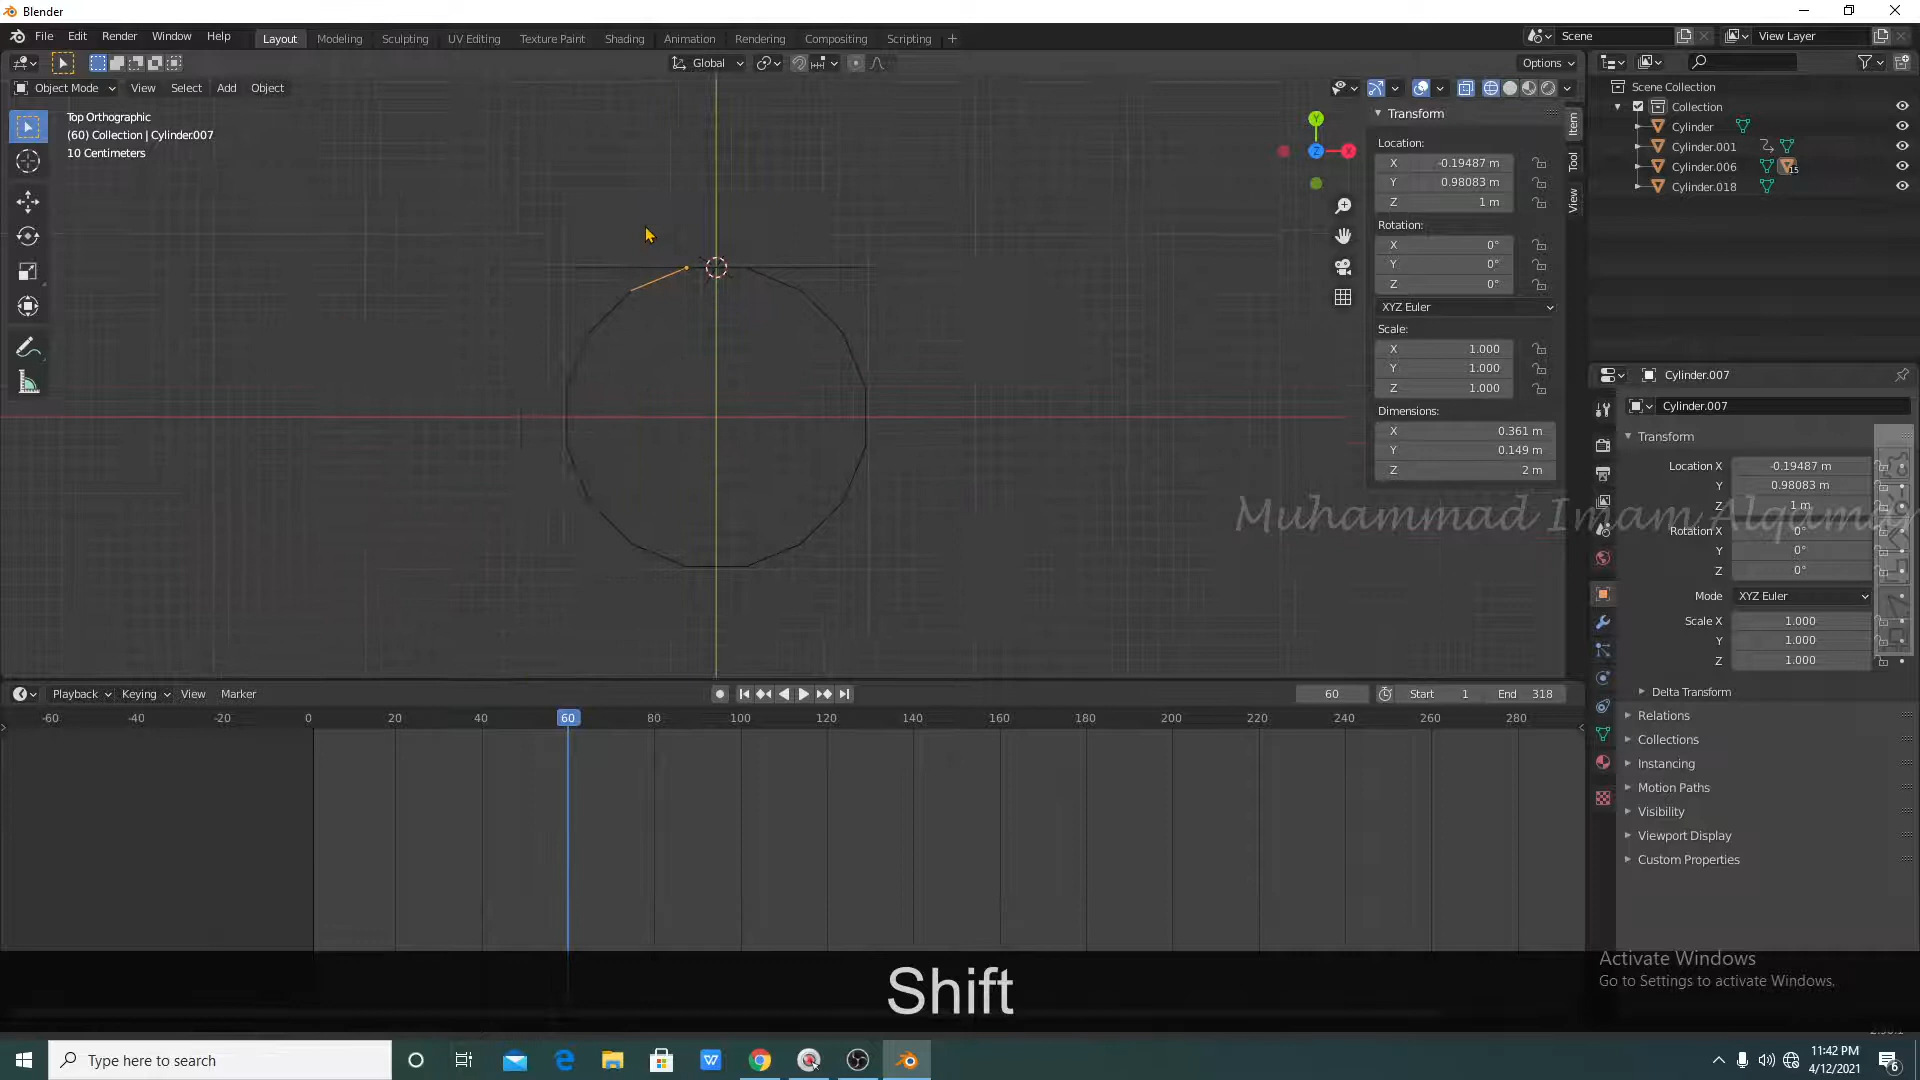 Blender
File Edit Render Window Help
Layout Modeling Sculpting UV Editing Texture Paint Shading Animation Rendering Compositing Scripting
Scene
View Layer
Global
Options
Object Mode View Select Add Object
Top Orthographic
(60) Collection | Cylinder.007
10 Centimeters
Y
X
Z
Item
Tool
View
Transform
Location:
X -0.19487 m
Y 0.98083 m
Z 1 m
Rotation:
X 0°
Y 0°
Z 0°
XYZ Euler
Scale:
X 1.000
Y 1.000
Z 1.000
Dimensions:
X 0.361 m
Y 0.149 m
Z 2 m
Scene Collection
Collection
Cylinder
Cylinder.001
Cylinder.006
15
Cylinder.018
Cylinder.007
Cylinder.007
Transform
Location X -0.19487 m
Y 0.98083 m
Z 1 m
Rotation X 0°
Y 0°
Z 0°
Mode XYZ Euler
Scale X 1.000
Y 1.000
Z 1.000
Delta Transform
Relations
Collections
Instancing
Motion Paths
Visibility
Viewport Display
Custom Properties
Muhammad Imam Alqamar
Playback Keying View Marker
60 Start 1 End 318
-60 -40 -20 0 20 40 60 80 100 120 140 160 180 200 220 240 260 280
Shift
Activate Windows
Go to Settings to activate Windows.
Type here to search
11:42 PM
4/12/2021
6